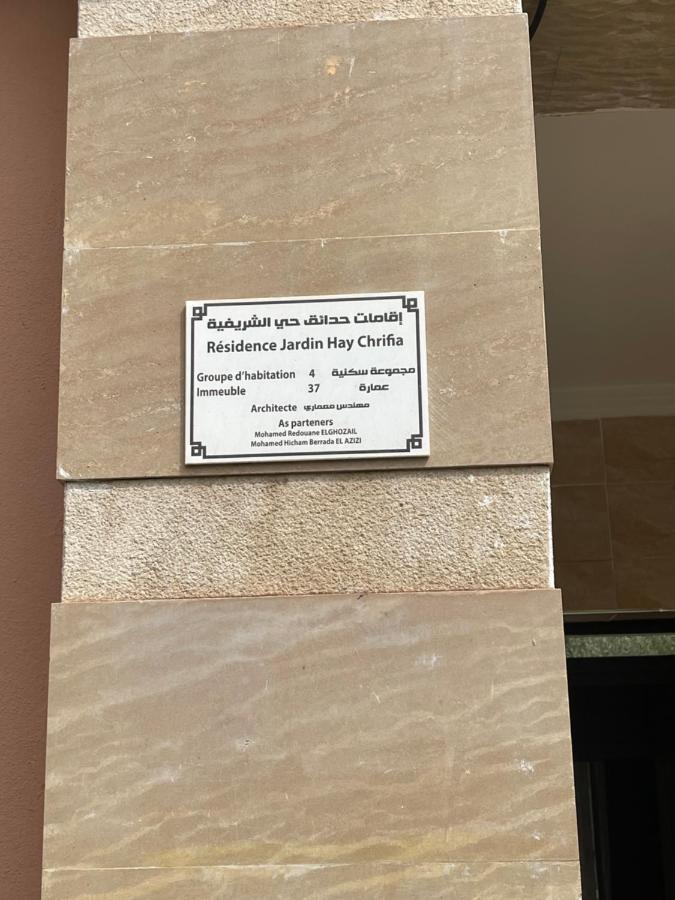 إقامات حدائق حي الشريفية
Résidence Jardin Hay Chrifia
Groupe d'habitation 4 مجموعة سكنية
Immeuble 37 عمارة
Architecte مهندس معماري
As parteners
Mohamed Redouane ELGHOZAIL
Mohamed Hicham Berrada EL AZIZI